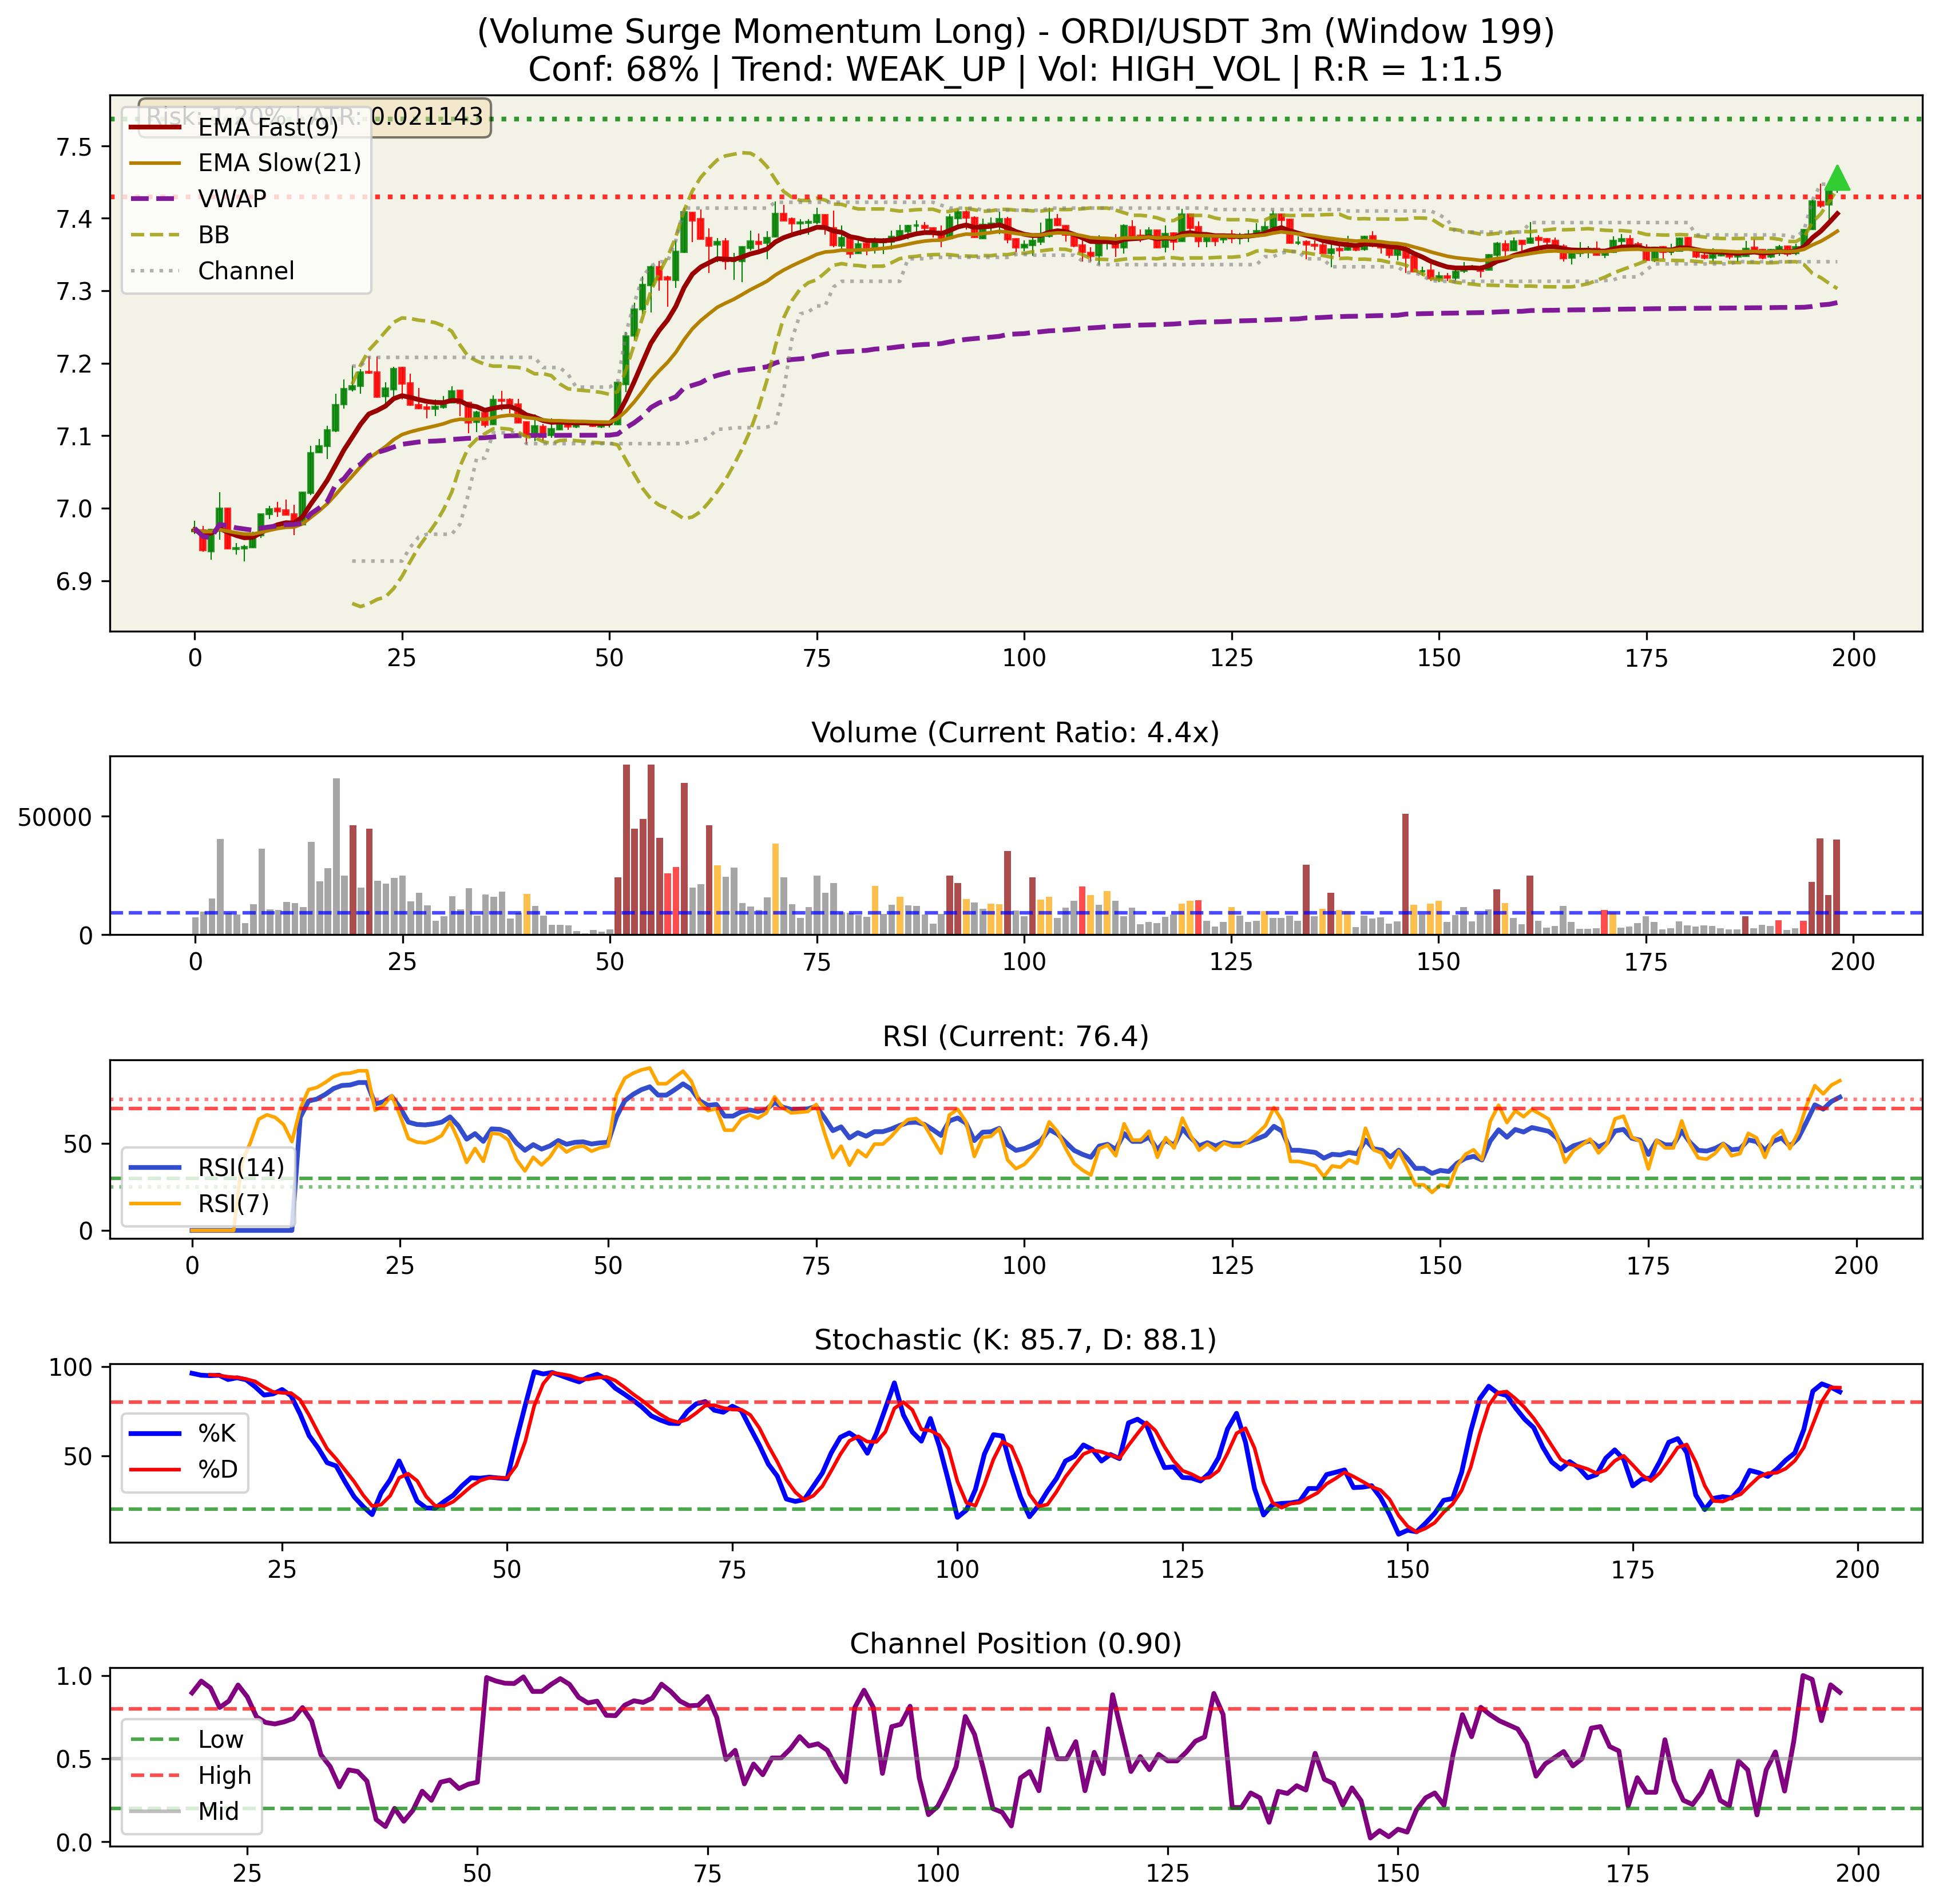 (Volume Surge Momentum Long) - ORDI/USDT 3m (Window 199)
Conf: 68% | Trend: WEAK_UP | Vol: HIGH_VOL | R:R = 1:1.5
Risk: 1.20% | ATR: 0.021143
EMA Fast(9)
EMA Slow(21)
VWAP
BB
Channel
7.5
7.4
7.3
7.2
7.1
7.0
6.9
0 25 50 75 100 125 150 175 200
Volume (Current Ratio: 4.4x)
50000
0
0 25 50 75 100 125 150 175 200
RSI (Current: 76.4)
50
0
RSI(14)
RSI(7)
0 25 50 75 100 125 150 175 200
Stochastic (K: 85.7, D: 88.1)
100
50
%K
%D
25 50 75 100 125 150 175 200
Channel Position (0.90)
1.0
0.5
0.0
Low
High
Mid
25 50 75 100 125 150 175 200